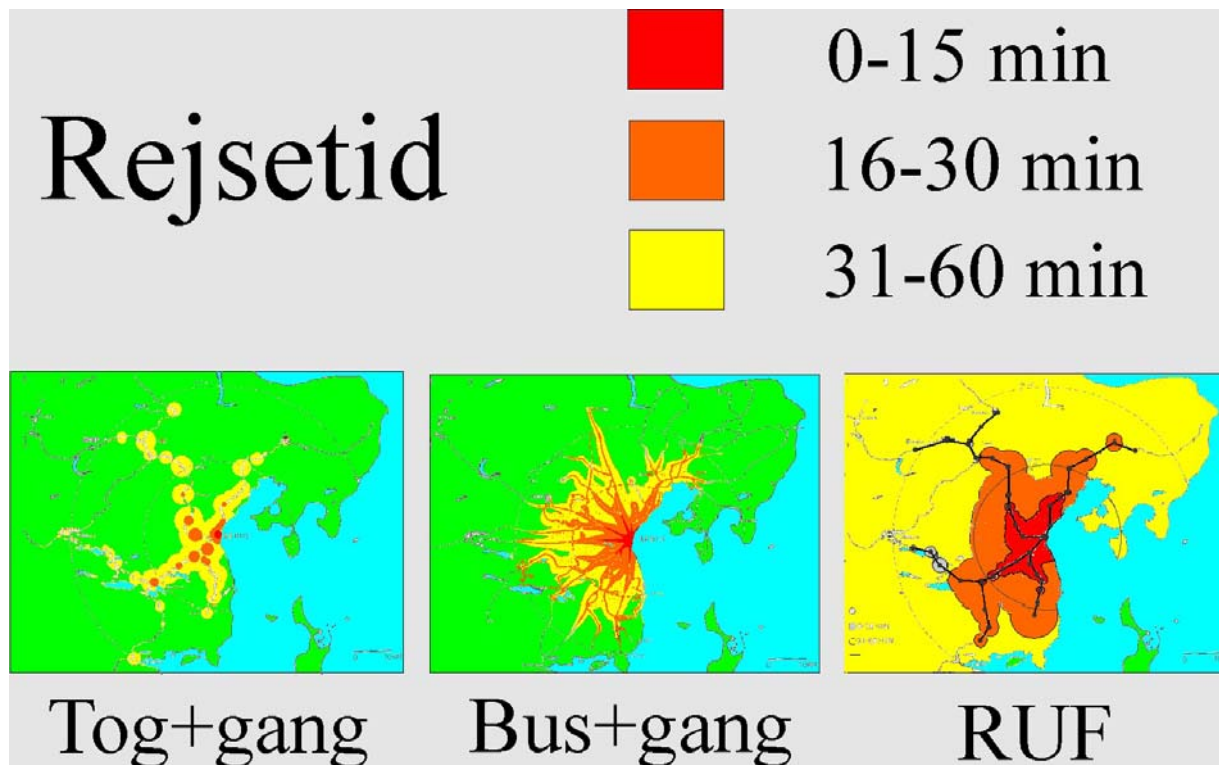 Rejsetid
0-15 min
16-30 min
31-60 min
Tog+gang
Bus+gang
RUF